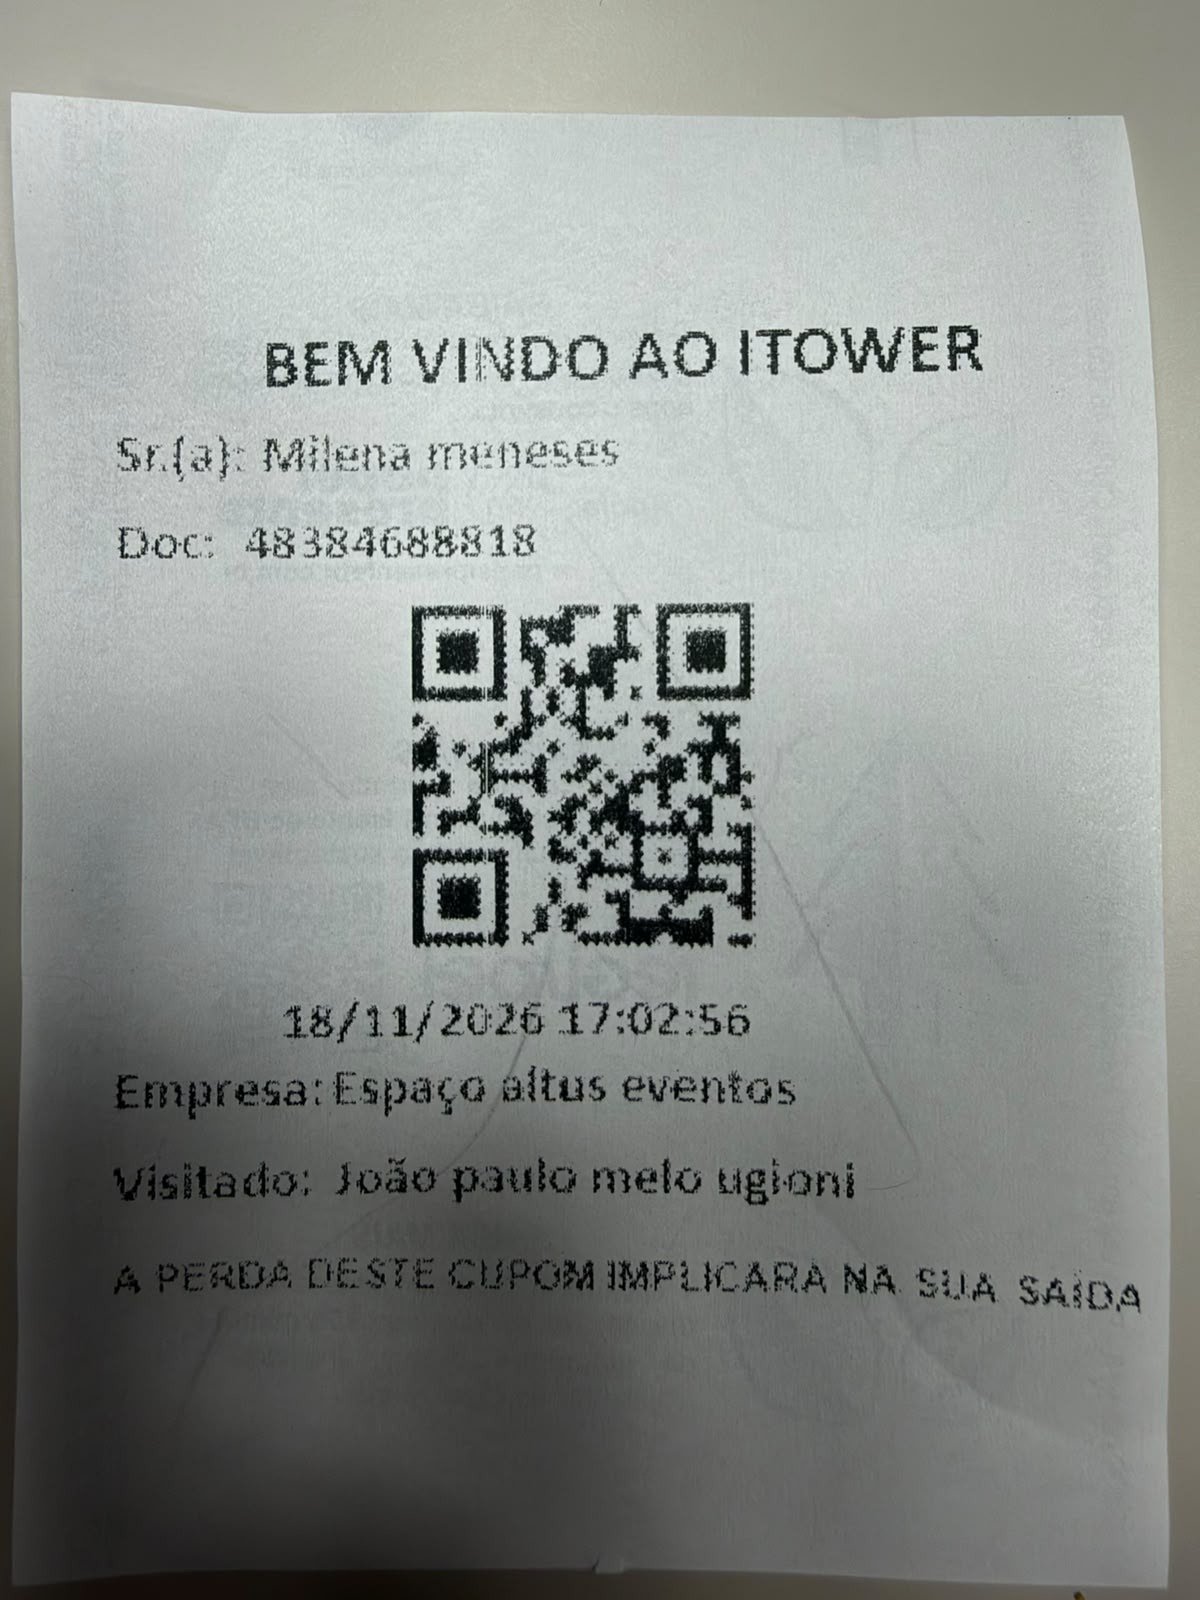 BEM VINDO AO ITOWER
Sr.(a): Milena meneses
Doc: 48384688818
18/11/2026 17:02:56
Empresa: Espaço altus eventos
Visitado: João paulo melo ugioni
A PERDA DESTE CUPOM IMPLICARA NA SUA SAÍDA